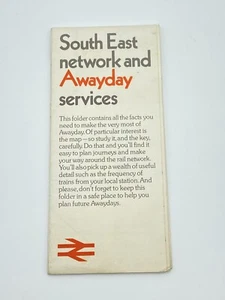 South East
network and
Awayday
services
This folder contains all the facts you
need to make the very most of
Awayday. Of particular interest is
the map – so study it, and the key,
carefully. Do that and you'll find it
easy to plan journeys and make
your way around the rail network.
You'll also pick up a wealth of useful
detail such as the frequency of
trains from your local station. And
please, don't forget to keep this
folder in a safe place to help you
plan future Awaydays.